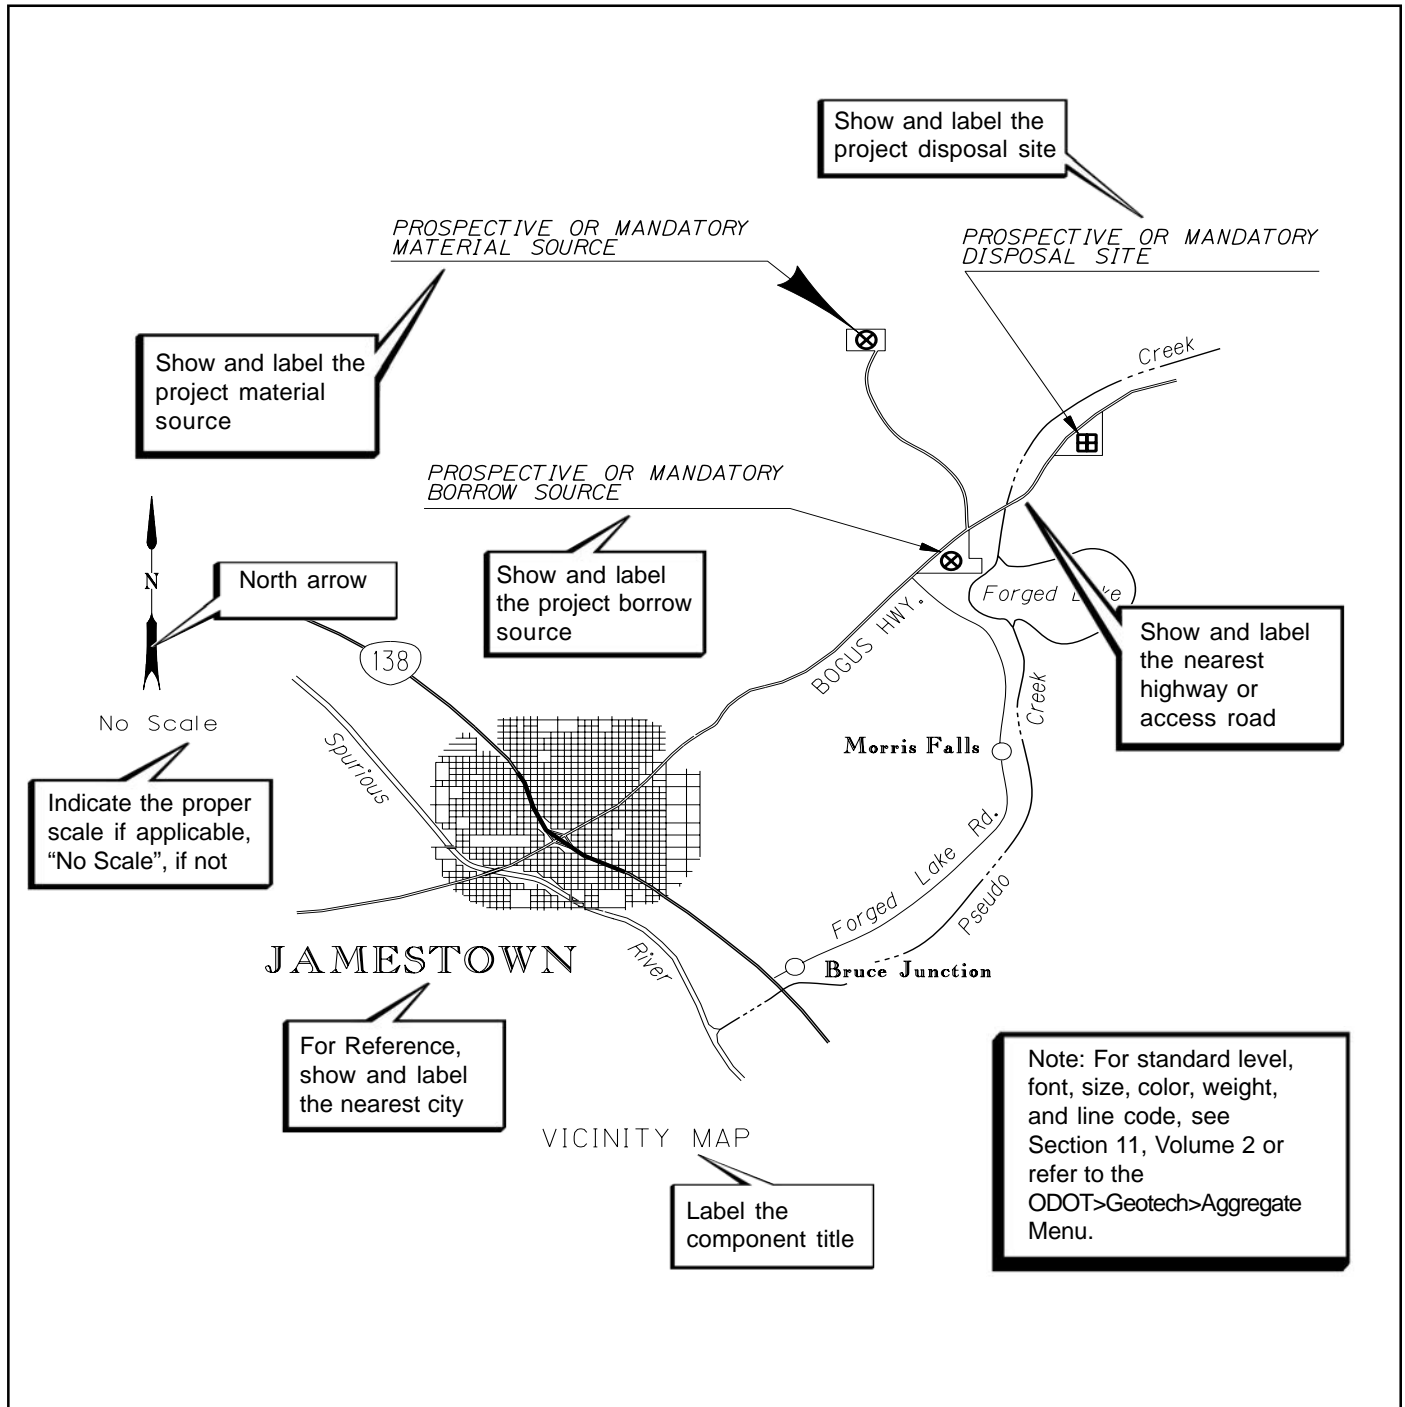 Show and label the
project disposal site
PROSPECTIVE OR MANDATORY
MATERIAL SOURCE
PROSPECTIVE OR MANDATORY
DISPOSAL SITE
Show and label the
project material
source
Creek
PROSPECTIVE OR MANDATORY
BORROW SOURCE
N
North arrow
Show and label
the project borrow
source
Forged Lake
BOGUS HWY.
Show and label
the nearest
highway or
access road
138
No Scale
Spurious
Creek
Morris Falls
Indicate the proper
scale if applicable,
“No Scale”, if not
Forged Lake Rd.
Pseudo
JAMESTOWN
River
Bruce Junction
For Reference,
show and label
the nearest city
VICINITY MAP
Label the
component title
Note: For standard level,
font, size, color, weight,
and line code, see
Section 11, Volume 2 or
refer to the
ODOT>Geotech>Aggregate
Menu.